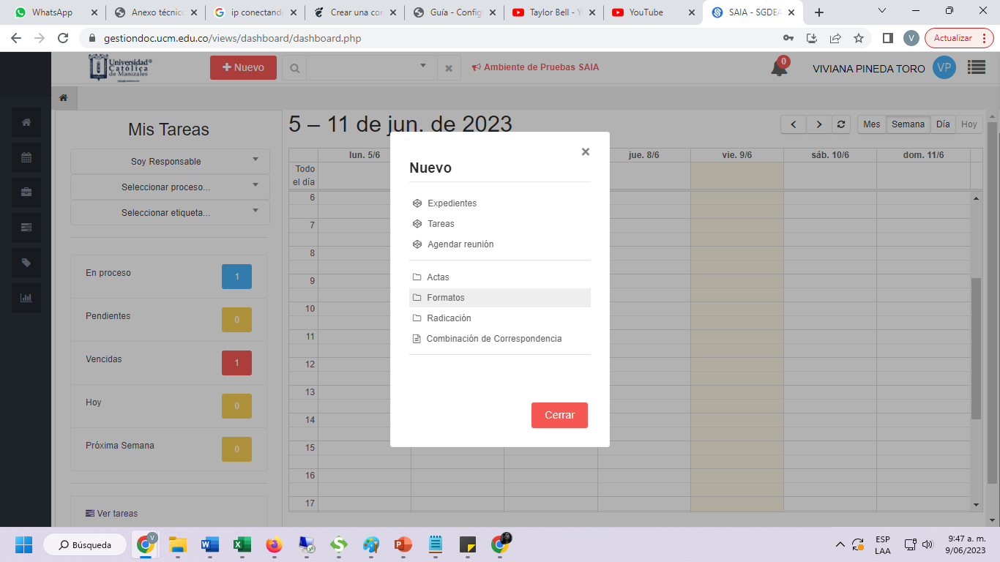 WhatsApp
Anexo técnico
ip conectando
Crear una con
Guía - Config
Taylor Bell - Yo
YouTube
SAIA - SGDEA
gestiondoc.ucm.edu.co/views/dashboard/dashboard.php
V
Actualizar
Universidad®
Católica
de Manizales
Nuevo
Ambiente de Pruebas SAIA
0
VIVIANA PINEDA TORO
VP
Mis Tareas
Soy Responsable
Seleccionar proceso...
Seleccionar etiqueta...
En proceso 1
Pendientes 0
Vencidas 1
Hoy 0
Próxima Semana 0
Ver tareas
5 – 11 de jun. de 2023
Mes Semana Día Hoy
lun. 5/6 jue. 8/6 vie. 9/6 sáb. 10/6 dom. 11/6
Todo
el día
6
7
8
9
10
11
12
13
14
15
16
17
×
Nuevo
Expedientes
Tareas
Agendar reunión
Actas
Formatos
Radicación
Combinación de Correspondencia
Cerrar
Búsqueda
V
ESP
LAA
9:47 a. m.
9/06/2023